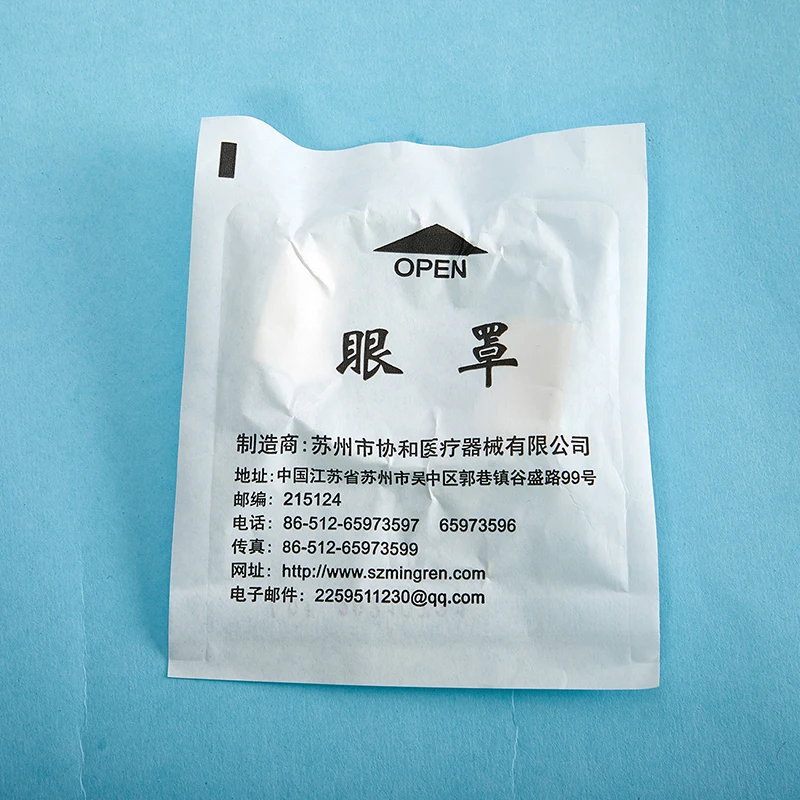 OPEN
眼罩
制造商:苏州市协和医疗器械有限公司
地址:中国江苏省苏州市吴中区郭巷镇谷盛路99号
邮编: 215124
电话: 86-512-65973597 65973596
传真: 86-512-65973599
网址: http://www.szmingren.com
电子邮件: 2259511230@qq.com